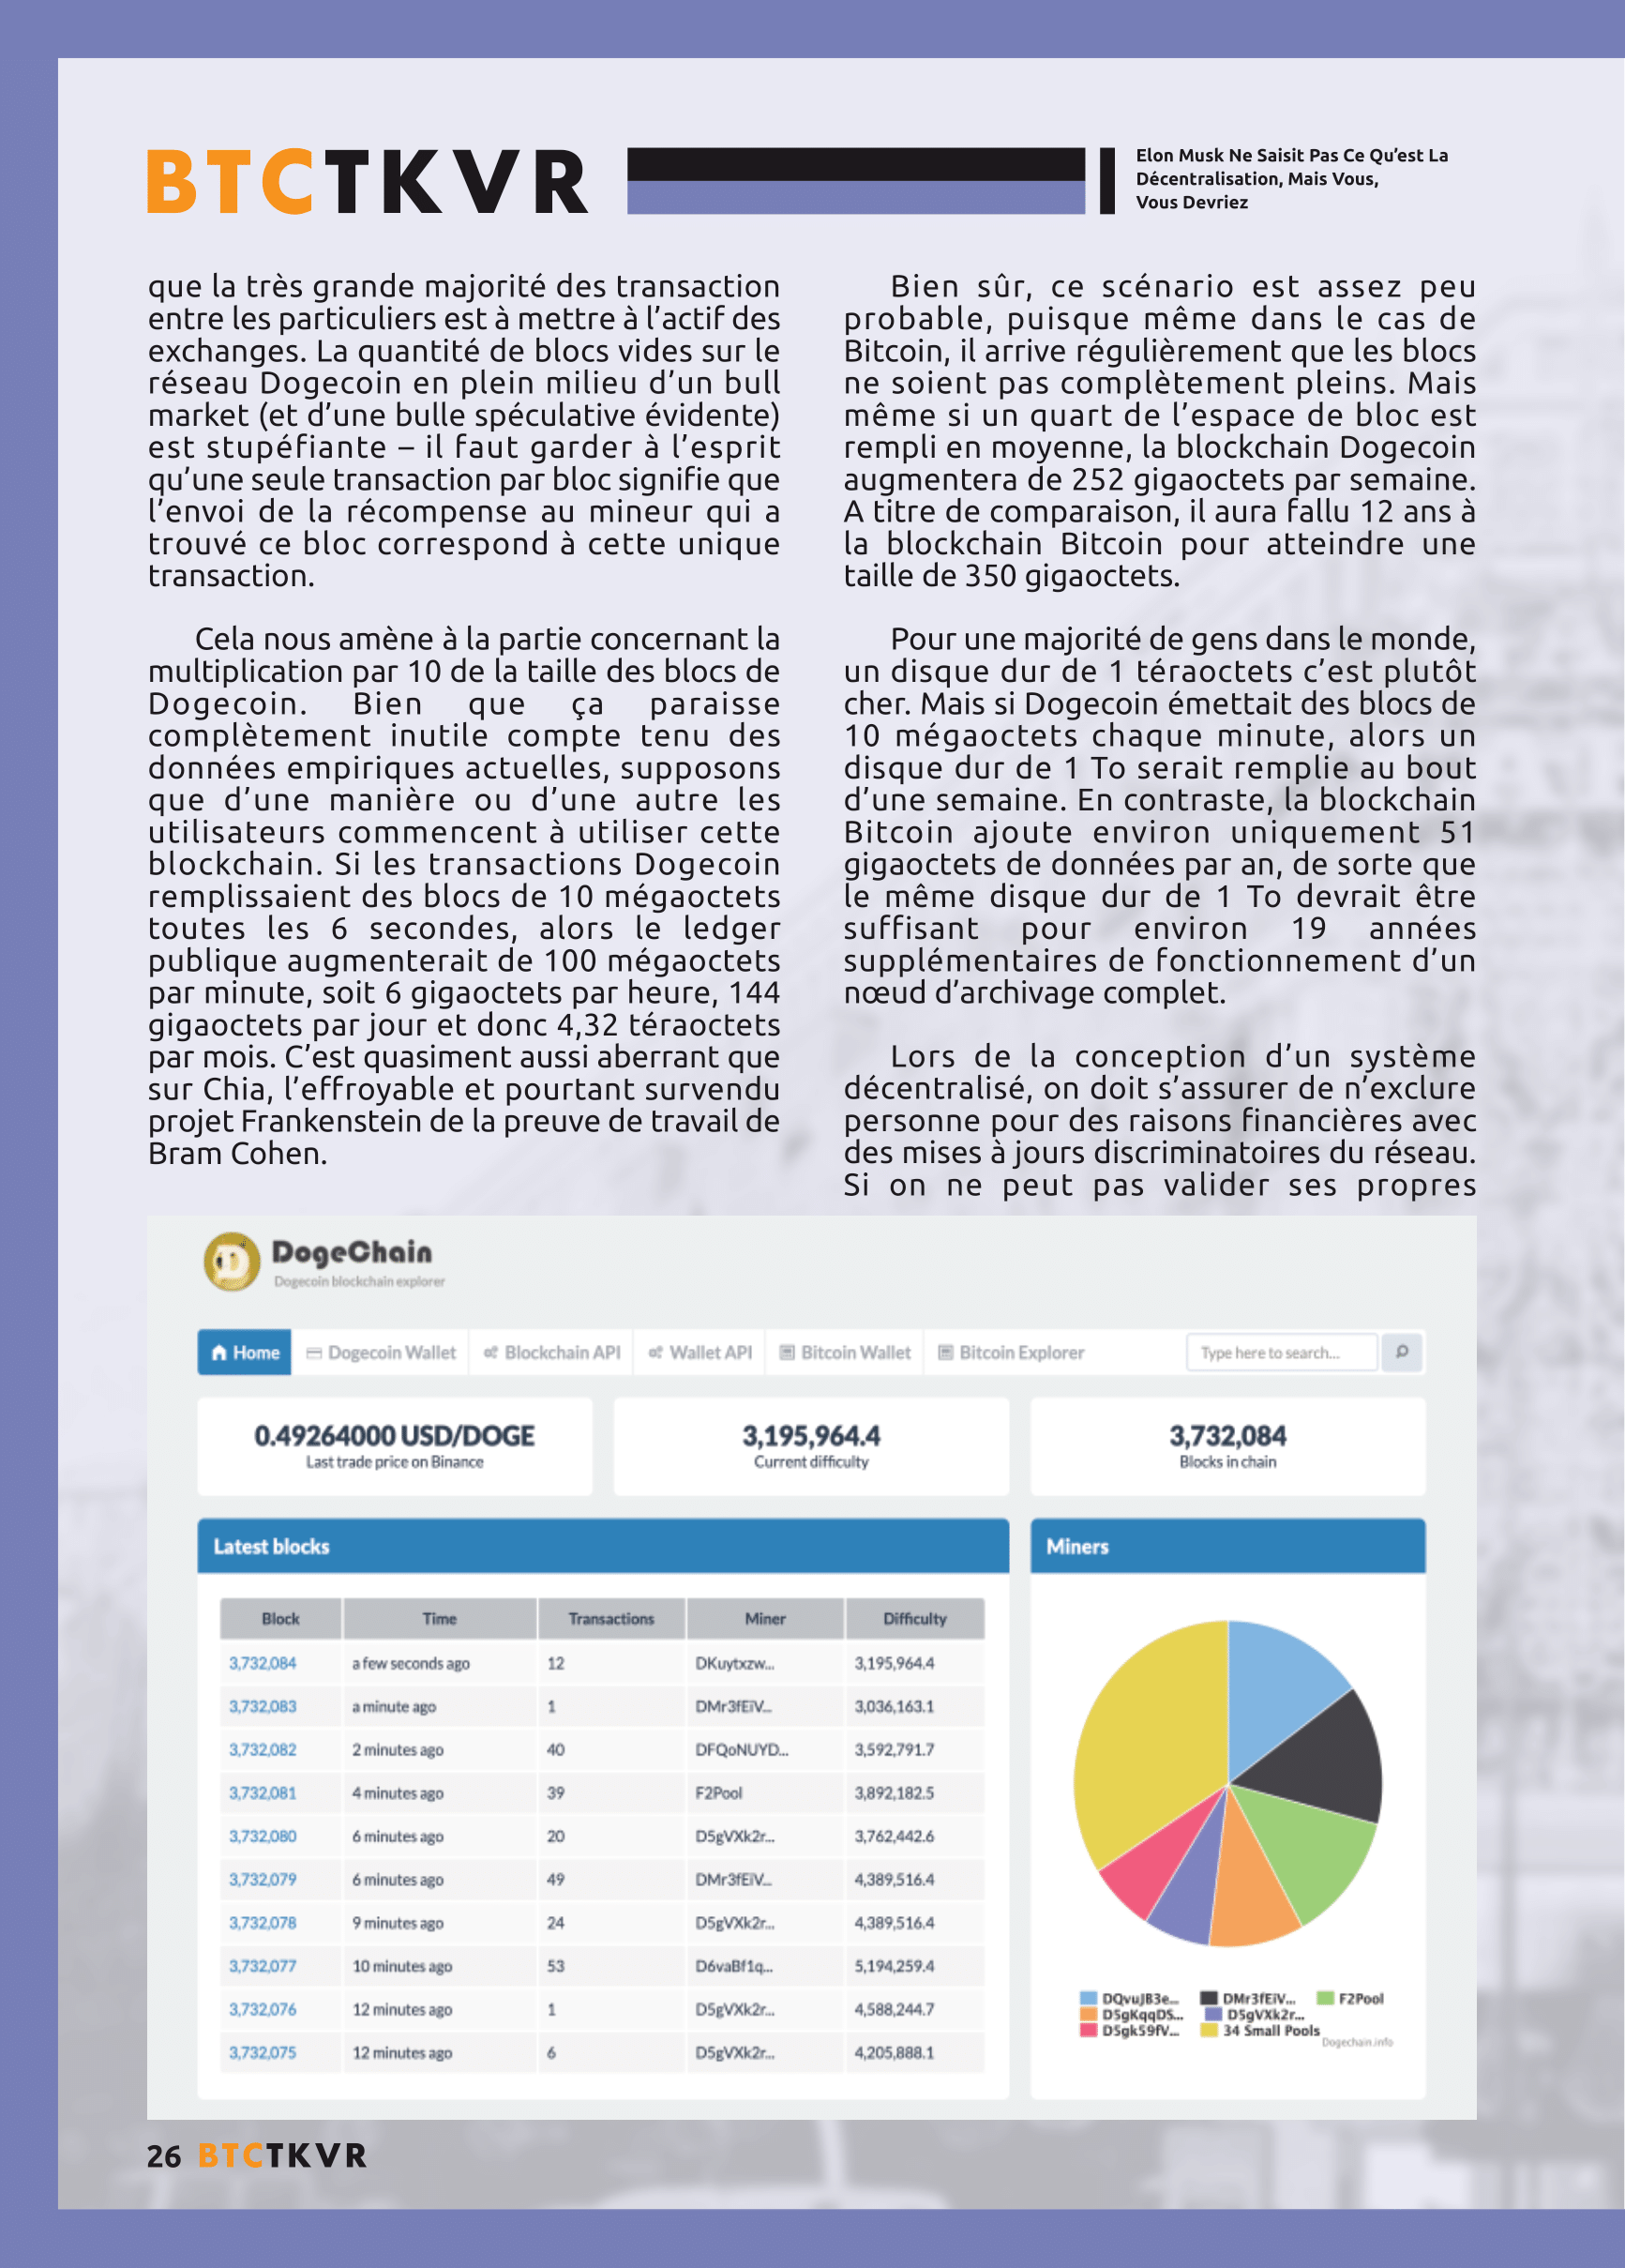 BTCTKVR
Elon Musk Ne Saisit Pas Ce Qu’est La
Décentralisation, Mais Vous,
Vous Devriez
que la très grande majorité des transaction
entre les particuliers est à mettre à l’actif des
exchanges. La quantité de blocs vides sur le
réseau Dogecoin en plein milieu d’un bull
market (et d’une bulle spéculative évidente)
est stupéfiante – il faut garder à l’esprit
qu’une seule transaction par bloc signifie que
l’envoi de la récompense au mineur qui a
trouvé ce bloc correspond à cette unique
transaction.
Cela nous amène à la partie concernant la
multiplication par 10 de la taille des blocs de
Dogecoin. Bien que ça paraisse
complètement inutile compte tenu des
données empiriques actuelles, supposons
que d’une manière ou d’une autre les
utilisateurs commencent à utiliser cette
blockchain. Si les transactions Dogecoin
remplissaient des blocs de 10 mégaoctets
toutes les 6 secondes, alors le ledger
publique augmenterait de 100 mégaoctets
par minute, soit 6 gigaoctets par heure, 144
gigaoctets par jour et donc 4,32 téraoctets
par mois. C’est quasiment aussi aberrant que
sur Chia, l’effroyable et pourtant survendu
projet Frankenstein de la preuve de travail de
Bram Cohen.
Bien sûr, ce scénario est assez peu
probable, puisque même dans le cas de
Bitcoin, il arrive régulièrement que les blocs
ne soient pas complètement pleins. Mais
même si un quart de l’espace de bloc est
rempli en moyenne, la blockchain Dogecoin
augmentera de 252 gigaoctets par semaine.
A titre de comparaison, il aura fallu 12 ans à
la blockchain Bitcoin pour atteindre une
taille de 350 gigaoctets.
Pour une majorité de gens dans le monde,
un disque dur de 1 téraoctets c’est plutôt
cher. Mais si Dogecoin émettait des blocs de
10 mégaoctets chaque minute, alors un
disque dur de 1 To serait remplie au bout
d’une semaine. En contraste, la blockchain
Bitcoin ajoute environ uniquement 51
gigaoctets de données par an, de sorte que
le même disque dur de 1 To devrait être
suffisant pour environ 19 années
supplémentaires de fonctionnement d’un
nœud d’archivage complet.
Lors de la conception d’un système
décentralisé, on doit s’assurer de n’exclure
personne pour des raisons financières avec
des mises à jours discriminatoires du réseau.
Si on ne peut pas valider ses propres
DogeChain
Dogecoin blockchain explorer
Home Dogecoin Wallet Blockchain API Wallet API Bitcoin Wallet Bitcoin Explorer Type here to search...
0.49264000 USD/DOGE
Last trade price on Binance
3,195,964.4
Current difficulty
3,732,084
Blocks in chain
Latest blocks
Block Time Transactions Miner Difficulty
3,732,084 a few seconds ago 12 DKuytxzw... 3,195,964.4
3,732,083 a minute ago 1 DMr3fEiV... 3,036,163.1
3,732,082 2 minutes ago 40 DFQoNUYD... 3,592,791.7
3,732,081 4 minutes ago 39 F2Pool 3,892,182.5
3,732,080 6 minutes ago 20 D5gVXk2r... 3,762,442.6
3,732,079 6 minutes ago 49 DMr3fEiV... 4,389,516.4
3,732,078 9 minutes ago 24 D5gVXk2r... 4,389,516.4
3,732,077 10 minutes ago 53 D6vaBf1q... 5,194,259.4
3,732,076 12 minutes ago 1 D5gVXk2r... 4,588,244.7
3,732,075 12 minutes ago 6 D5gVXk2r... 4,205,888.1
Miners
DQvuJB3e... DMr3fEiV... F2Pool
D5gKqqDS... D5gVXk2r...
D5gk59fV... 34 Small Pools
Dogechain.info
26 BTCTKVR